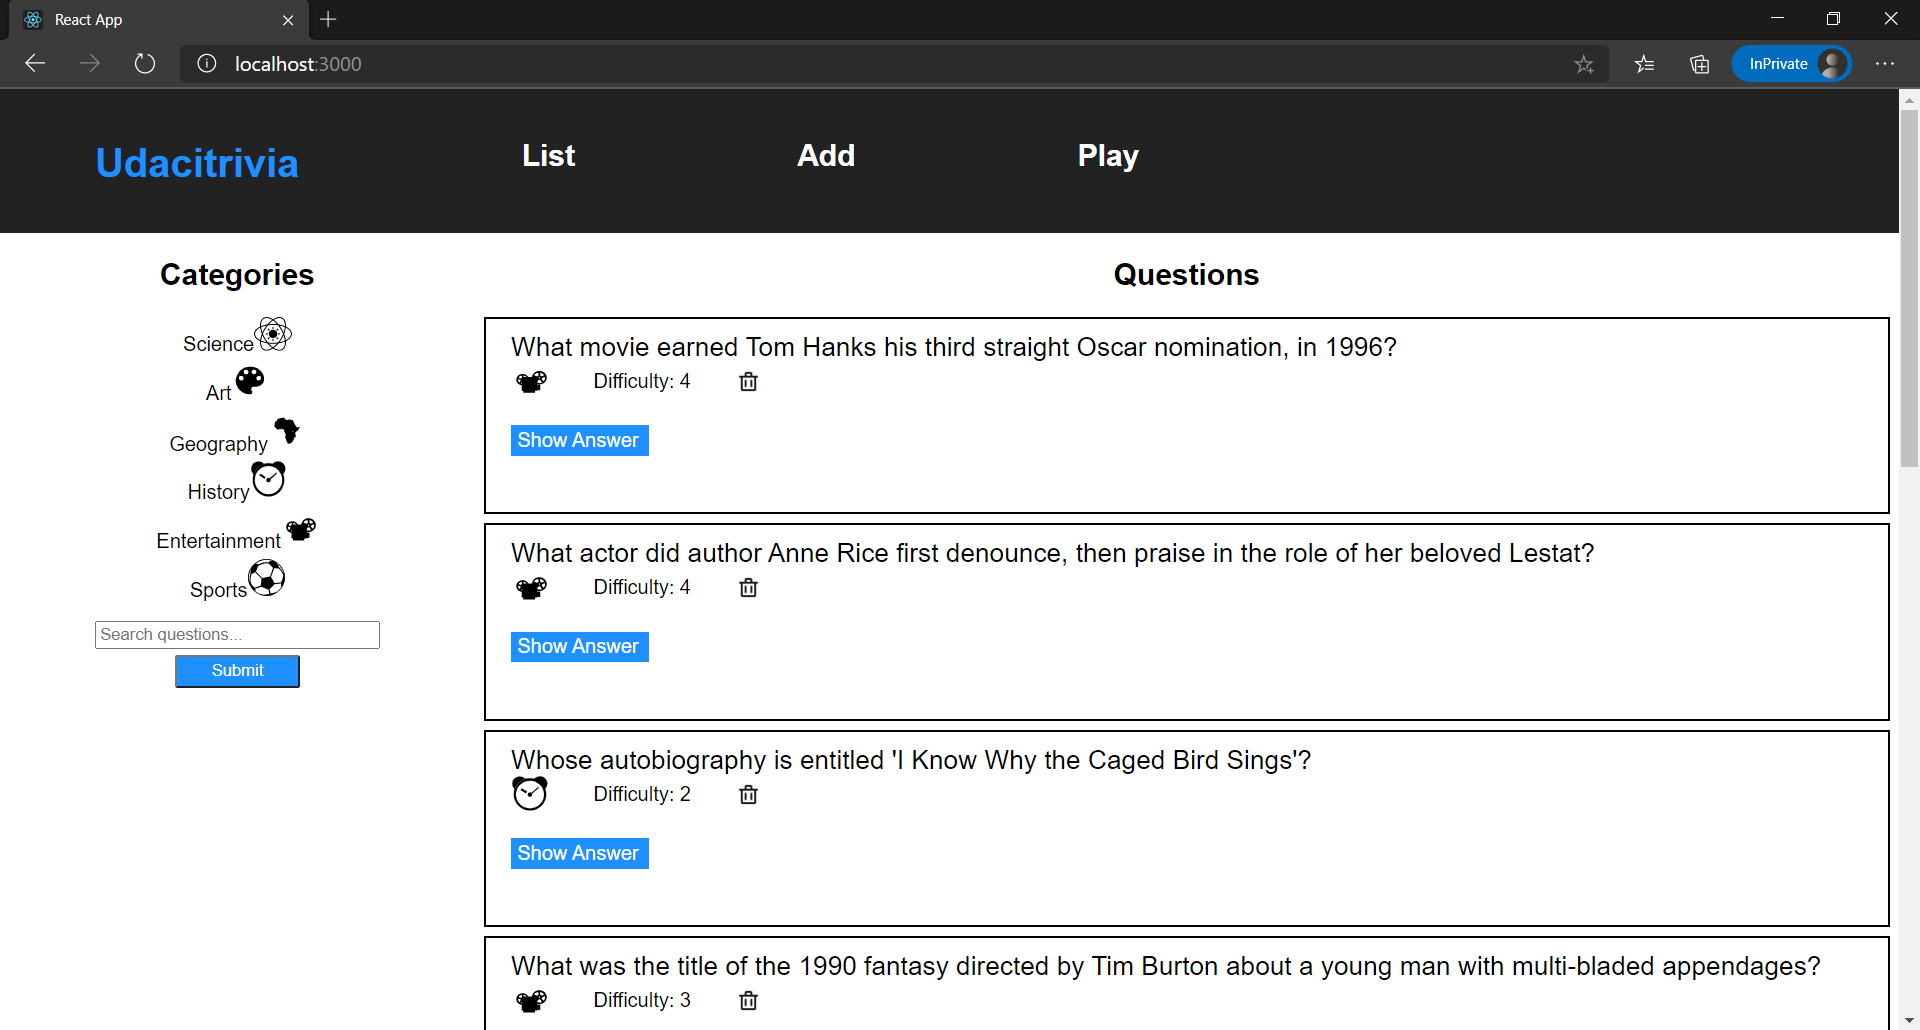 React App
localhost:3000
InPrivate
Udacitrivia
List
Add
Play
Categories
Science
Art
Geography
History
Entertainment
Sports
Search questions...
Submit
Questions
What movie earned Tom Hanks his third straight Oscar nomination, in 1996?
Difficulty: 4
Show Answer
What actor did author Anne Rice first denounce, then praise in the role of her beloved Lestat?
Difficulty: 4
Show Answer
Whose autobiography is entitled 'I Know Why the Caged Bird Sings'?
Difficulty: 2
Show Answer
What was the title of the 1990 fantasy directed by Tim Burton about a young man with multi-bladed appendages?
Difficulty: 3